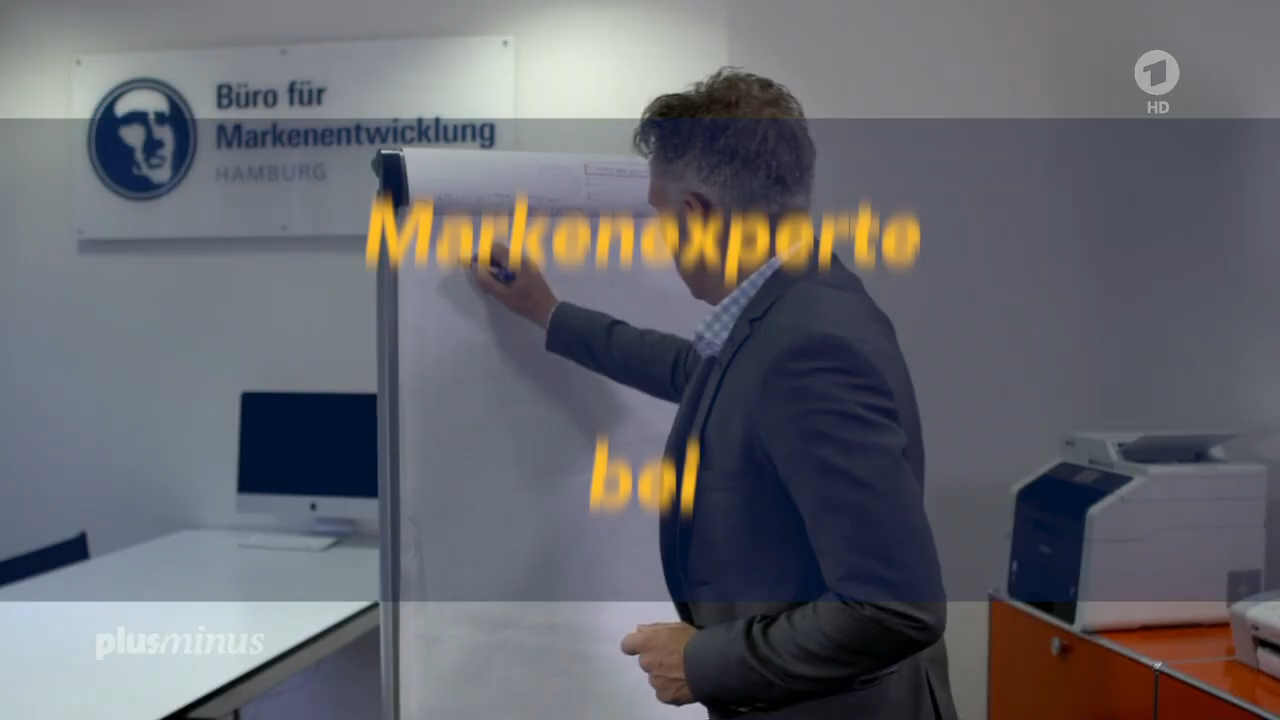 Büro für
Markenentwicklung
HAMBURG
HD
Markenexperte
bei
plusminus